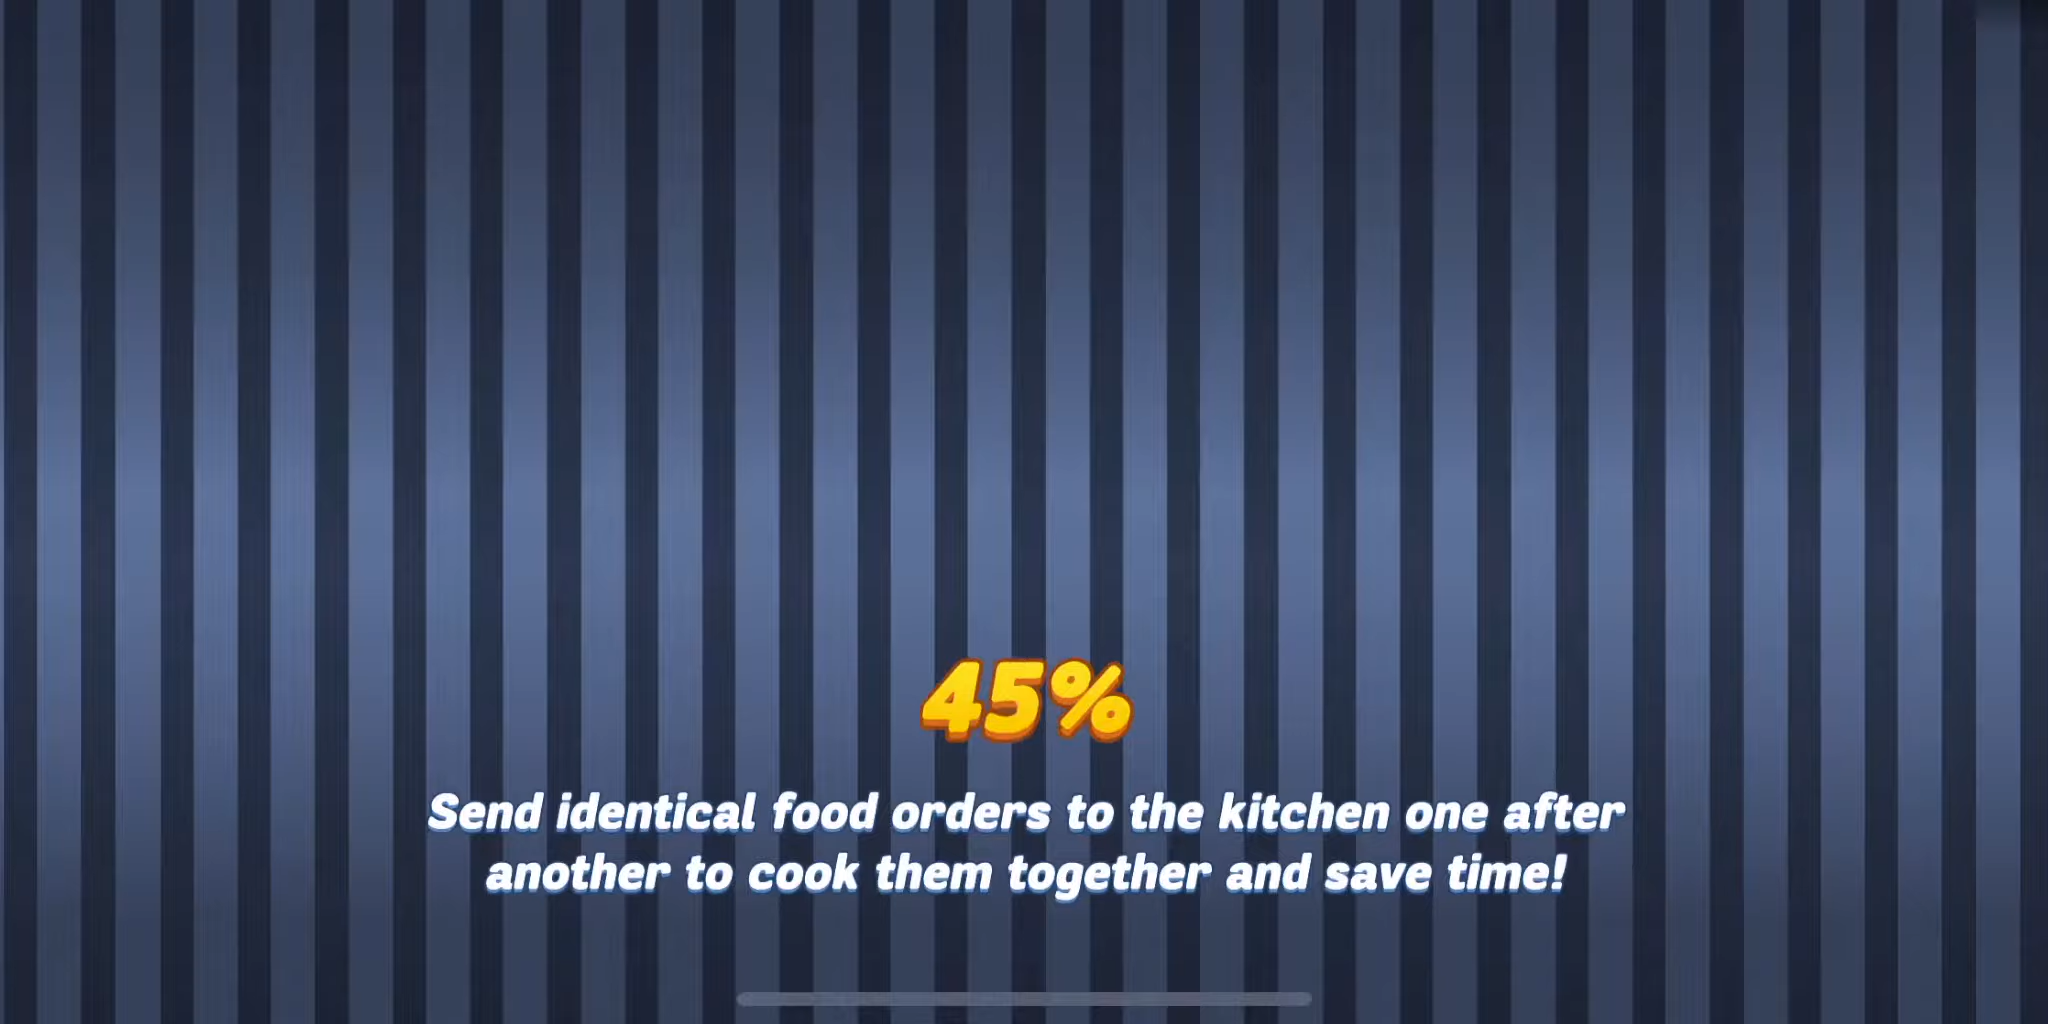 45%
Send identical food orders to the kitchen one after
another to cook them together and save time!